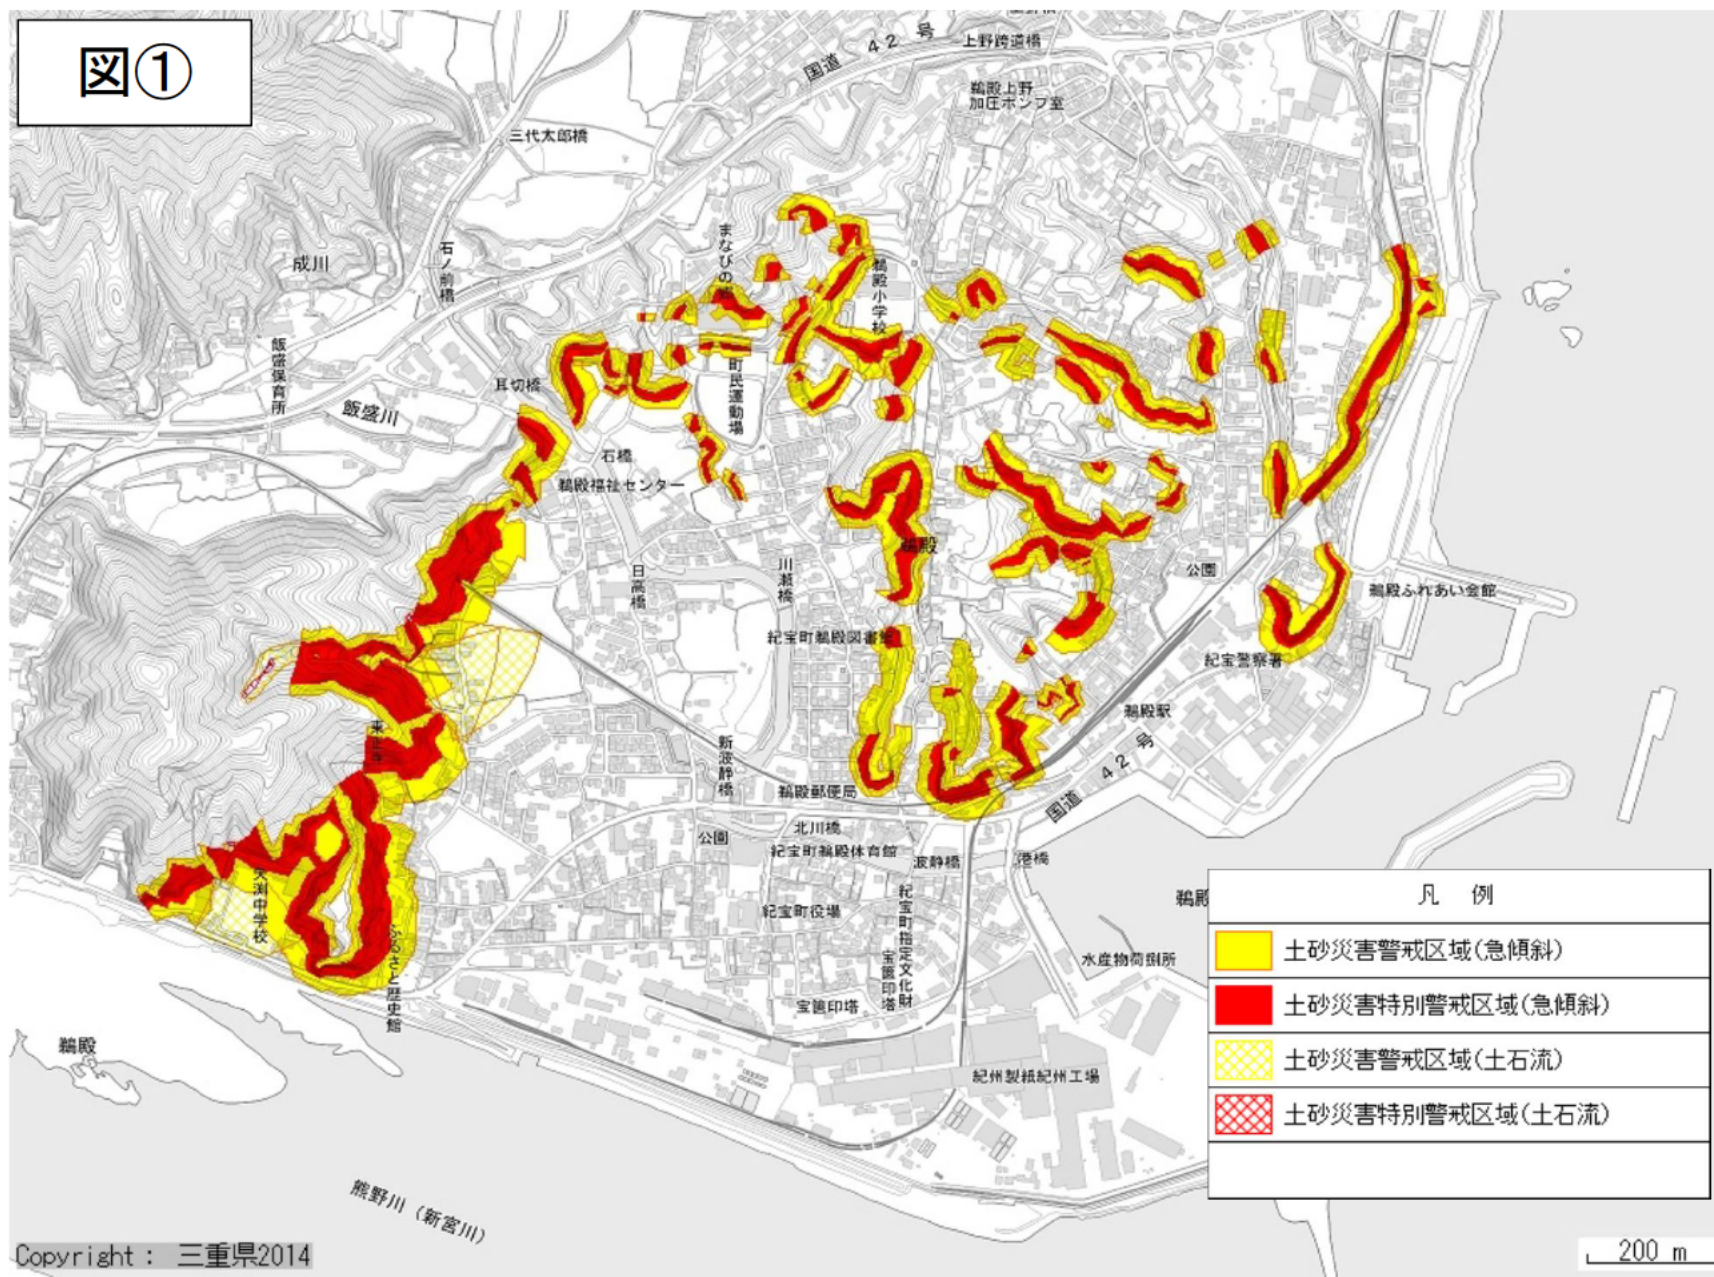 図①
国道 42 号
上野跨道橋
鵜殿上野
加圧ポンプ室
三代太郎橋
成川
石ノ前橋
まなびの郷
鵜殿小学校
飯盛保育所
耳切橋
飯盛川
町民運動場
石橋
鵜殿福祉センター
鵜殿
川瀬橋
日高橋
公園
鵜殿ふれあい会館
紀宝町鵜殿図書館
紀宝警察署
鵜殿駅
国道 42 号
新波静橋
鵜殿郵便局
北川橋
公園
紀宝町鵜殿体育館
波静橋
港橋
矢渕中学校
紀宝町役場
紀宝町指定文化財
宝篋印塔
鵜殿
ふるさと歴史館
宝篋印塔
水産物荷捌所
鵜殿
紀州製紙紀州工場
熊野川(新宮川)
凡 例
土砂災害警戒区域(急傾斜)
土砂災害特別警戒区域(急傾斜)
土砂災害警戒区域(土石流)
土砂災害特別警戒区域(土石流)
Copyright : 三重県2014
200 m